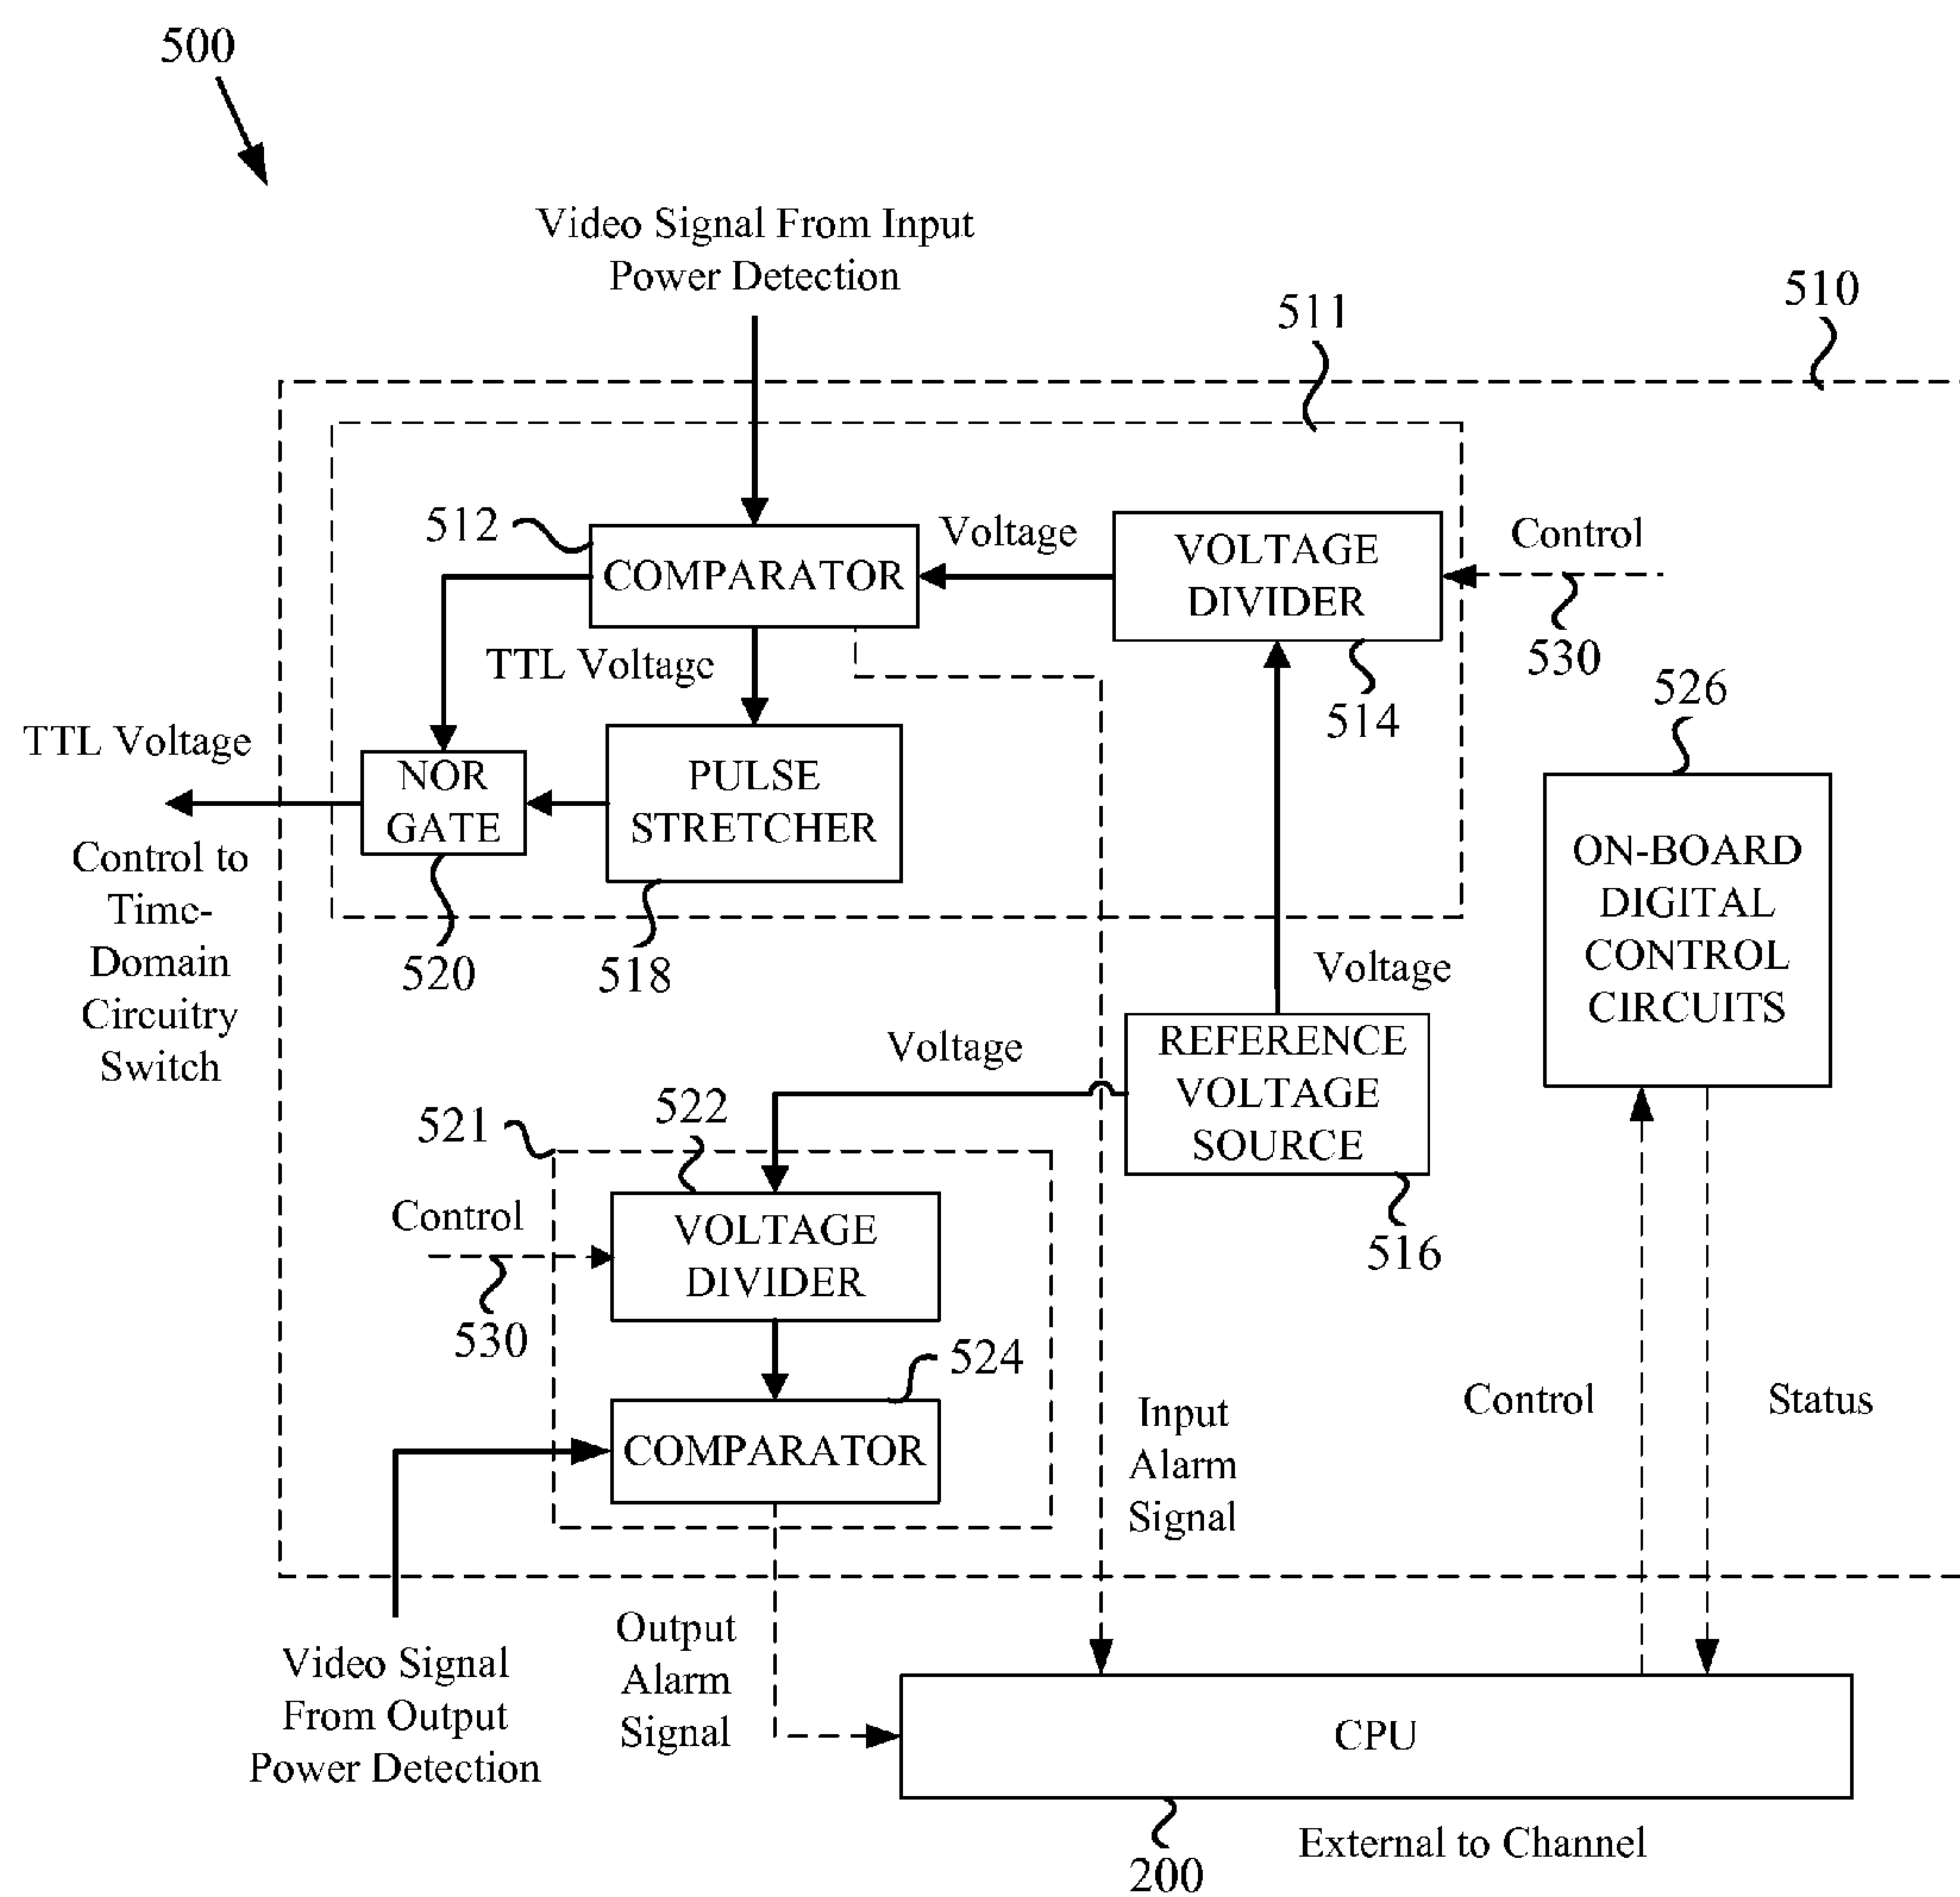 500
Video Signal From Input
Power Detection
511
510
512
COMPARATOR
Voltage
VOLTAGE
DIVIDER
Control
530
514
526
TTL Voltage
TTL Voltage
NOR
GATE
PULSE
STRETCHER
Control to
Time-
Domain
Circuitry
Switch
520
518
ON-BOARD
DIGITAL
CONTROL
CIRCUITS
Voltage
Voltage
REFERENCE
VOLTAGE
SOURCE
516
521
522
Control
530
VOLTAGE
DIVIDER
524
COMPARATOR
Input
Alarm
Signal
Control
Status
Video Signal
From Output
Power Detection
Output
Alarm
Signal
CPU
200
External to Channel